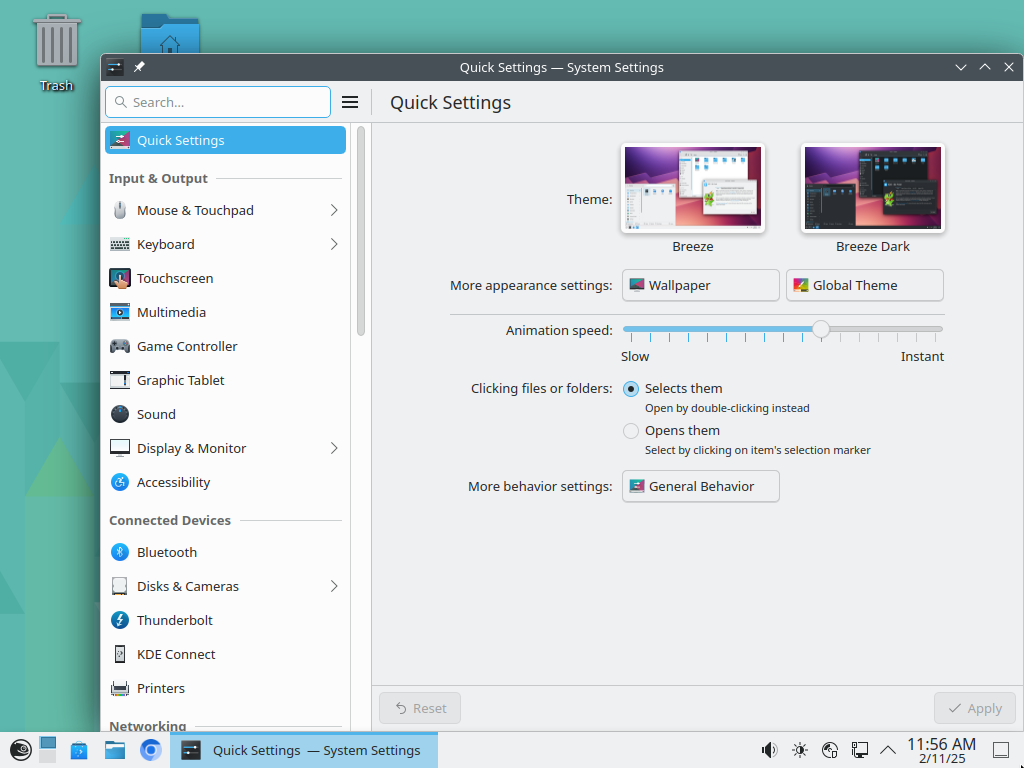 Trash
Quick Settings — System Settings
Search...
Quick Settings
Quick Settings
Input & Output
Mouse & Touchpad
Keyboard
Touchscreen
Multimedia
Game Controller
Graphic Tablet
Sound
Display & Monitor
Accessibility
Connected Devices
Bluetooth
Disks & Cameras
Thunderbolt
KDE Connect
Printers
Networking
Theme:
Breeze
Breeze Dark
More appearance settings:
Wallpaper
Global Theme
Animation speed:
Slow
Instant
Clicking files or folders:
Selects them
Open by double-clicking instead
Opens them
Select by clicking on item's selection marker
More behavior settings:
General Behavior
Reset
Apply
Quick Settings — System Settings
11:56 AM
2/11/25